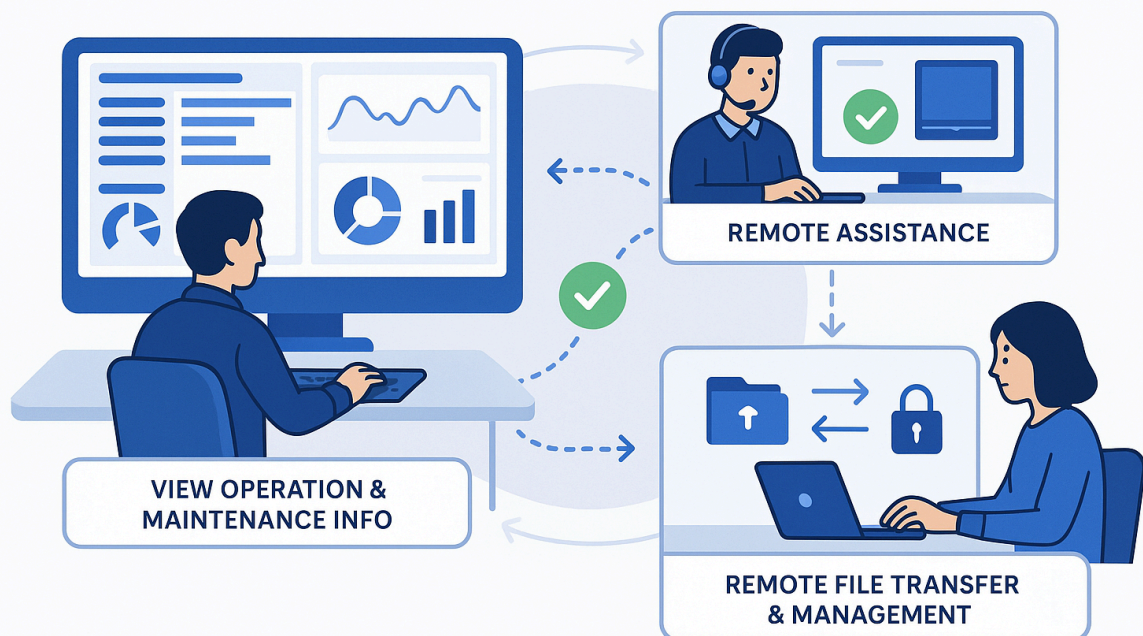 REMOTE ASSISTANCE
VIEW OPERATION &
MAINTENANCE INFO
REMOTE FILE TRANSFER
& MANAGEMENT